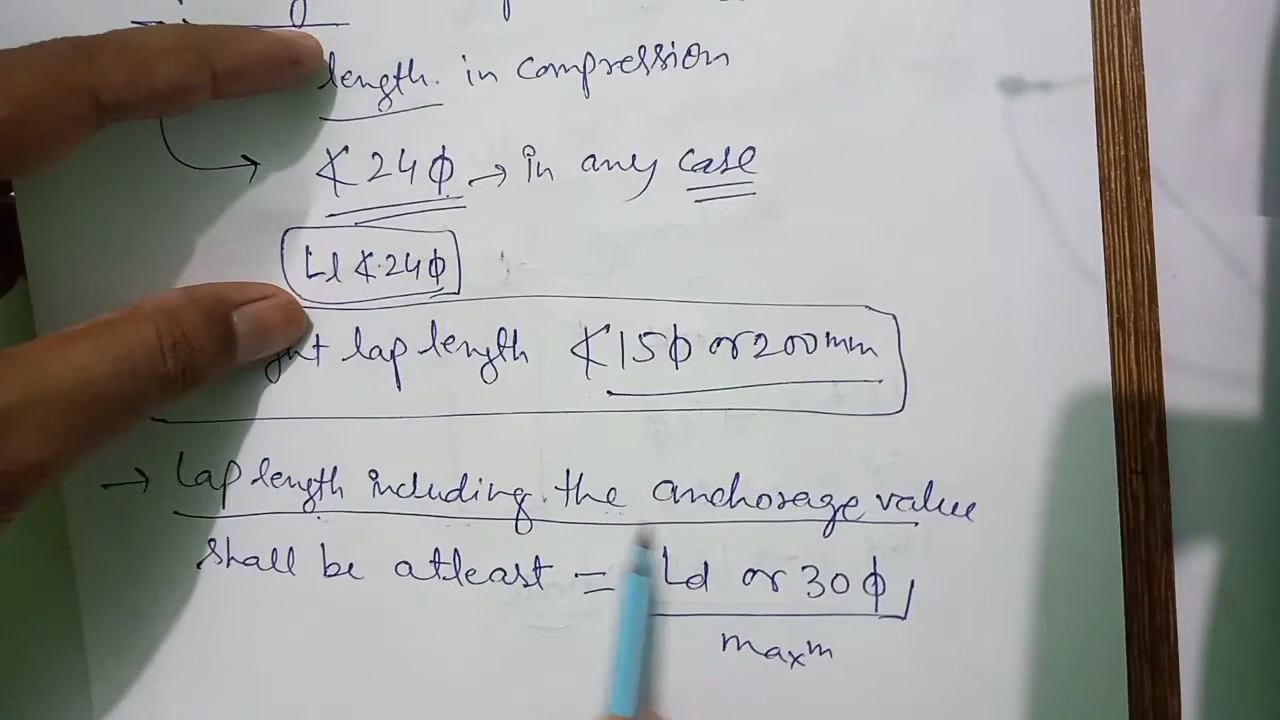 length. in compression
≮ 24ϕ → in any case
Ll ≮ 24ϕ
lap length ≮ 15ϕ or 200mm
→ Lap length including the anchorage value
shall be atleast = Ld or 30ϕ
maxm